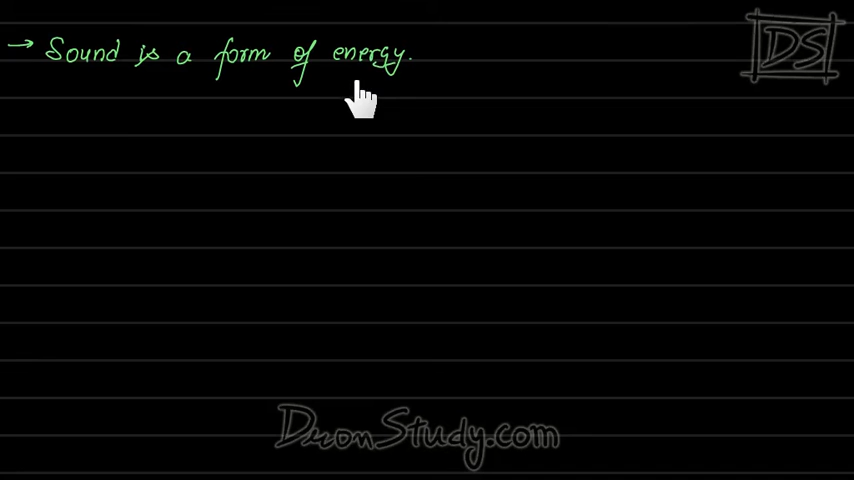 → Sound is a form of energy.
DS
DronStudy.com